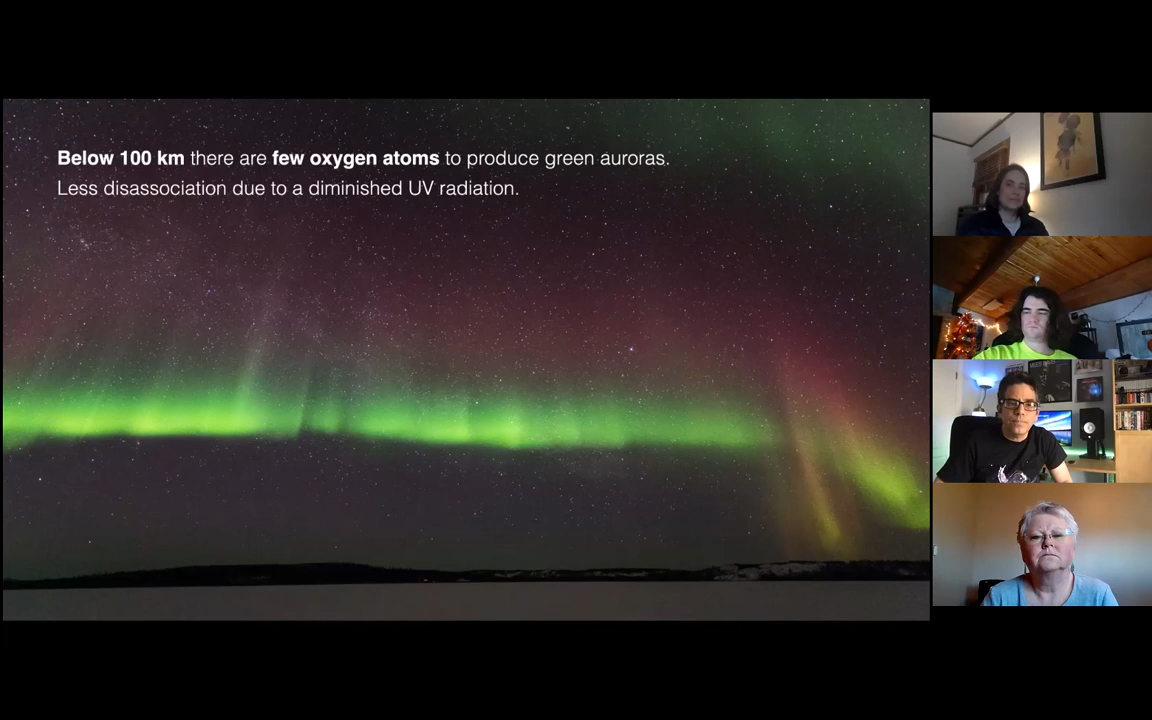 Below 100 km there are few oxygen atoms to produce green auroras.
Less disassociation due to a diminished UV radiation.